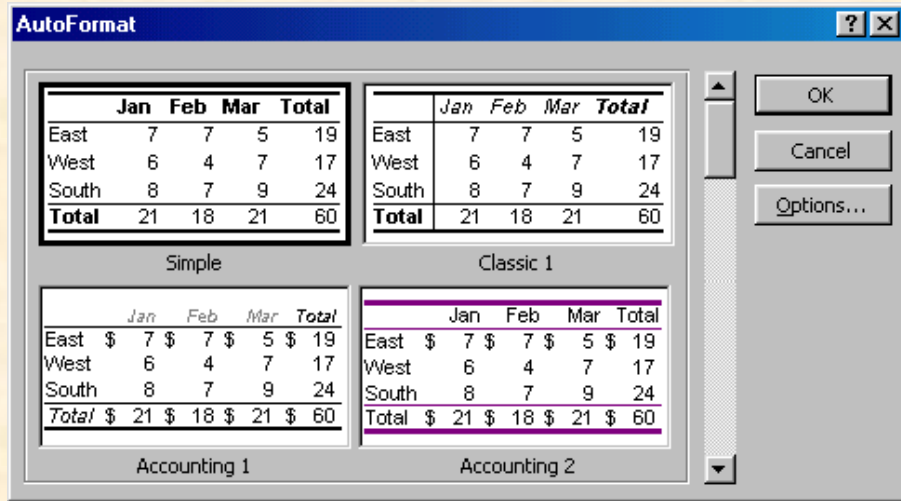 AutoFormat
Jan Feb Mar Total
East 7 7 5 19
West 6 4 7 17
South 8 7 9 24
Total 21 18 21 60
Simple
Jan Feb Mar Total
East 7 7 5 19
West 6 4 7 17
South 8 7 9 24
Total 21 18 21 60
Classic 1
Jan Feb Mar Total
East $ 7 $ 7 $ 5 $ 19
West 6 4 7 17
South 8 7 9 24
Total $ 21 $ 18 $ 21 $ 60
Accounting 1
Jan Feb Mar Total
East $ 7 $ 7 $ 5 $ 19
West 6 4 7 17
South 8 7 9 24
Total $ 21 $ 18 $ 21 $ 60
Accounting 2
OK
Cancel
Options...